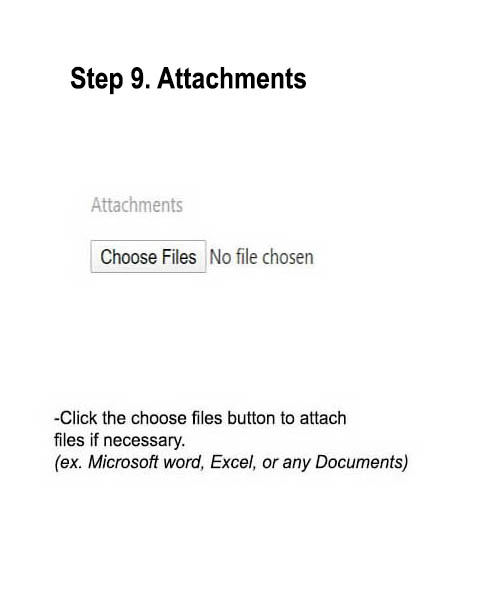 Step 9. Attachments
Attachments
Choose Files No file chosen
-Click the choose files button to attach
files if necessary.
(ex. Microsoft word, Excel, or any Documents)